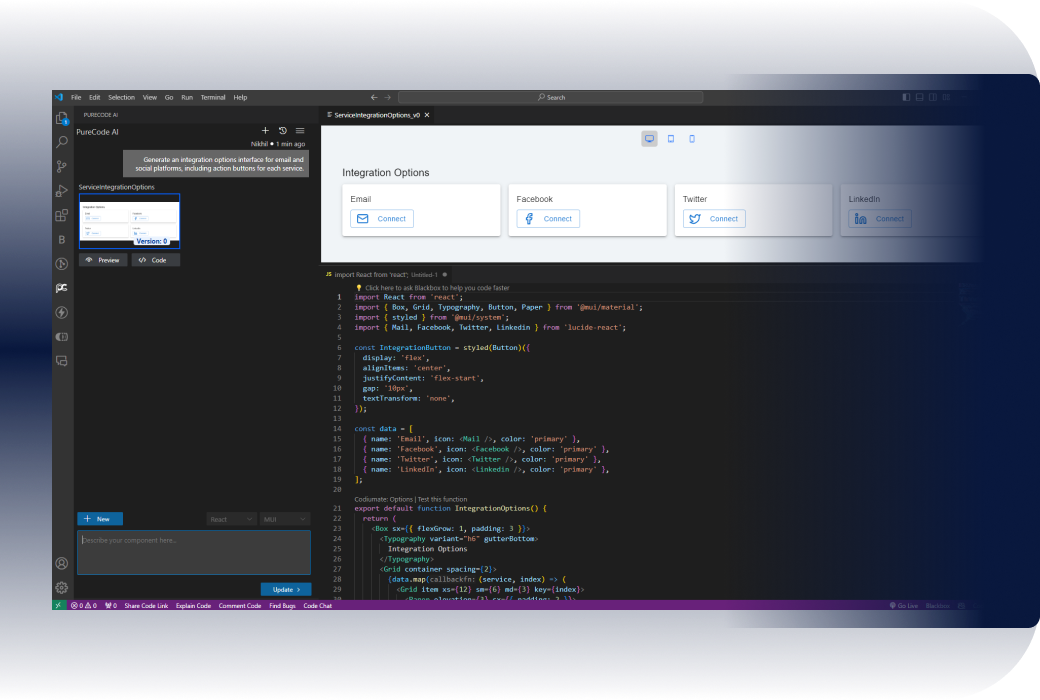 File Edit Selection View Go Run Terminal Help
Search
PURECODE AI
PureCode AI
Nikhil • 1 min ago
Generate an integration options interface for email and
social platforms, including action buttons for each service.
ServiceIntegrationOptions
Integration Options
Version: 0
Preview
</> Code
+ New
React
MUI
Describe your component here..
Update >
ServiceIntegrationOptions_v0 ×
Integration Options
Email
Connect
Facebook
Connect
Twitter
Connect
LinkedIn
Connect
JS import React from 'react'; Untitled-1 ●
Click here to ask Blackbox to help you code faster
1 import React from 'react';
2 import { Box, Grid, Typography, Button, Paper } from '@mui/material';
3 import { styled } from '@mui/system';
4 import { Mail, Facebook, Twitter, Linkedin } from 'lucide-react';
5
6 const IntegrationButton = styled(Button)({
7 display: 'flex',
8 alignItems: 'center',
9 justifyContent: 'flex-start',
10 gap: '10px',
11 textTransform: 'none',
12 });
13
14 const data = [
15 { name: 'Email', icon: <Mail />, color: 'primary' },
16 { name: 'Facebook', icon: <Facebook />, color: 'primary' },
17 { name: 'Twitter', icon: <Twitter />, color: 'primary' },
18 { name: 'LinkedIn', icon: <Linkedin />, color: 'primary' },
19 ];
20
Codiumate: Options | Test this function
21 export default function IntegrationOptions() {
22 return (
23 <Box sx={{ flexGrow: 1, padding: 3 }}>
24 <Typography variant="h6" gutterBottom>
25 Integration Options
26 </Typography>
27 <Grid container spacing={2}>
28 {data.map(callbackfn: (service, index) => (
29 <Grid item xs={12} sm={6} md={3} key={index}>
30 <Paper elevation={3} sx={{ padding: 2 }}>
0 0 0 Share Code Link Explain Code Comment Code Find Bugs Code Chat
Go Live Blackbox